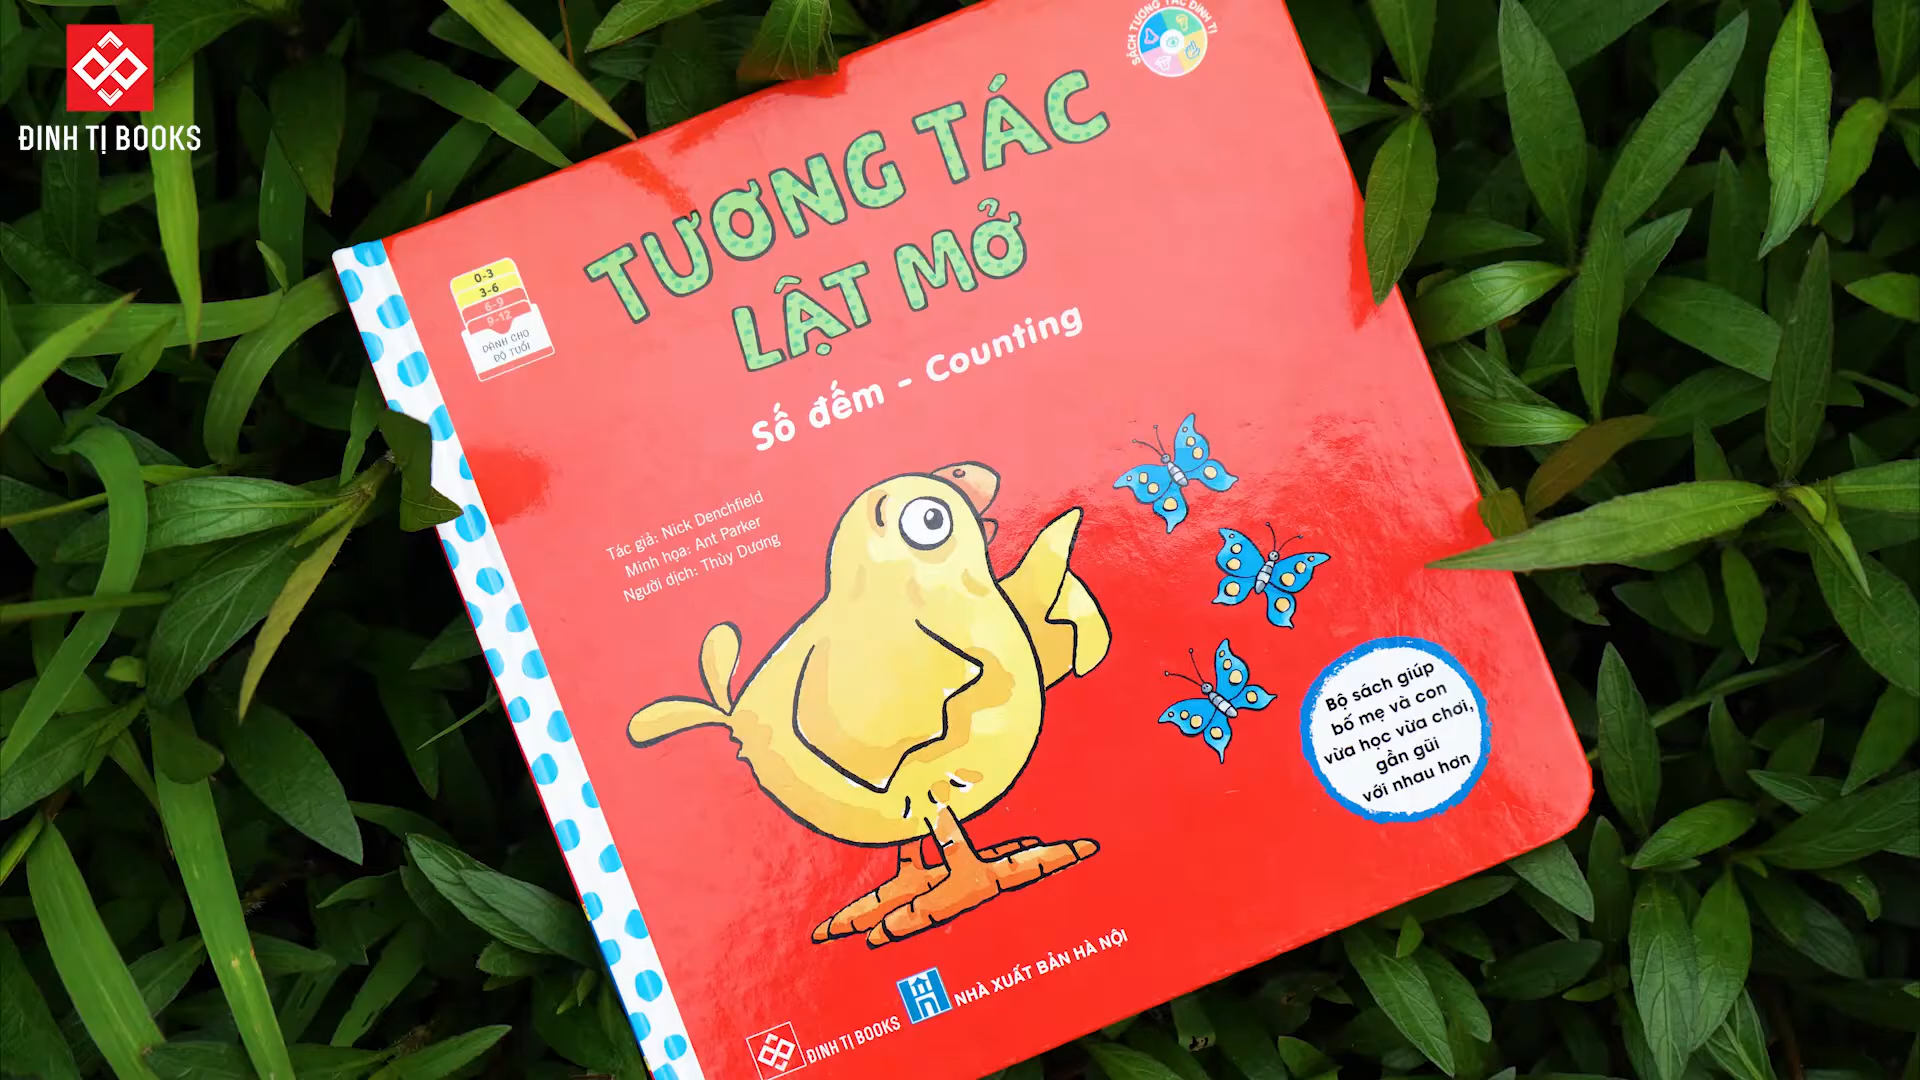 ĐINH TỊ BOOKS
SÁCH TƯƠNG TÁC ĐINH TỊ
TƯƠNG TÁC
LẬT MỞ
Số đếm - Counting
0-3
3-6
6-9
9-12
DÀNH CHO
ĐỘ TUỔI
Tác giả: Nick Denchfield
Minh họa: Ant Parker
Người dịch: Thùy Dương
Bộ sách giúp
bố mẹ và con
vừa học vừa chơi,
gần gũi
với nhau hơn
ĐINH TỊ BOOKS
NHÀ XUẤT BẢN HÀ NỘI